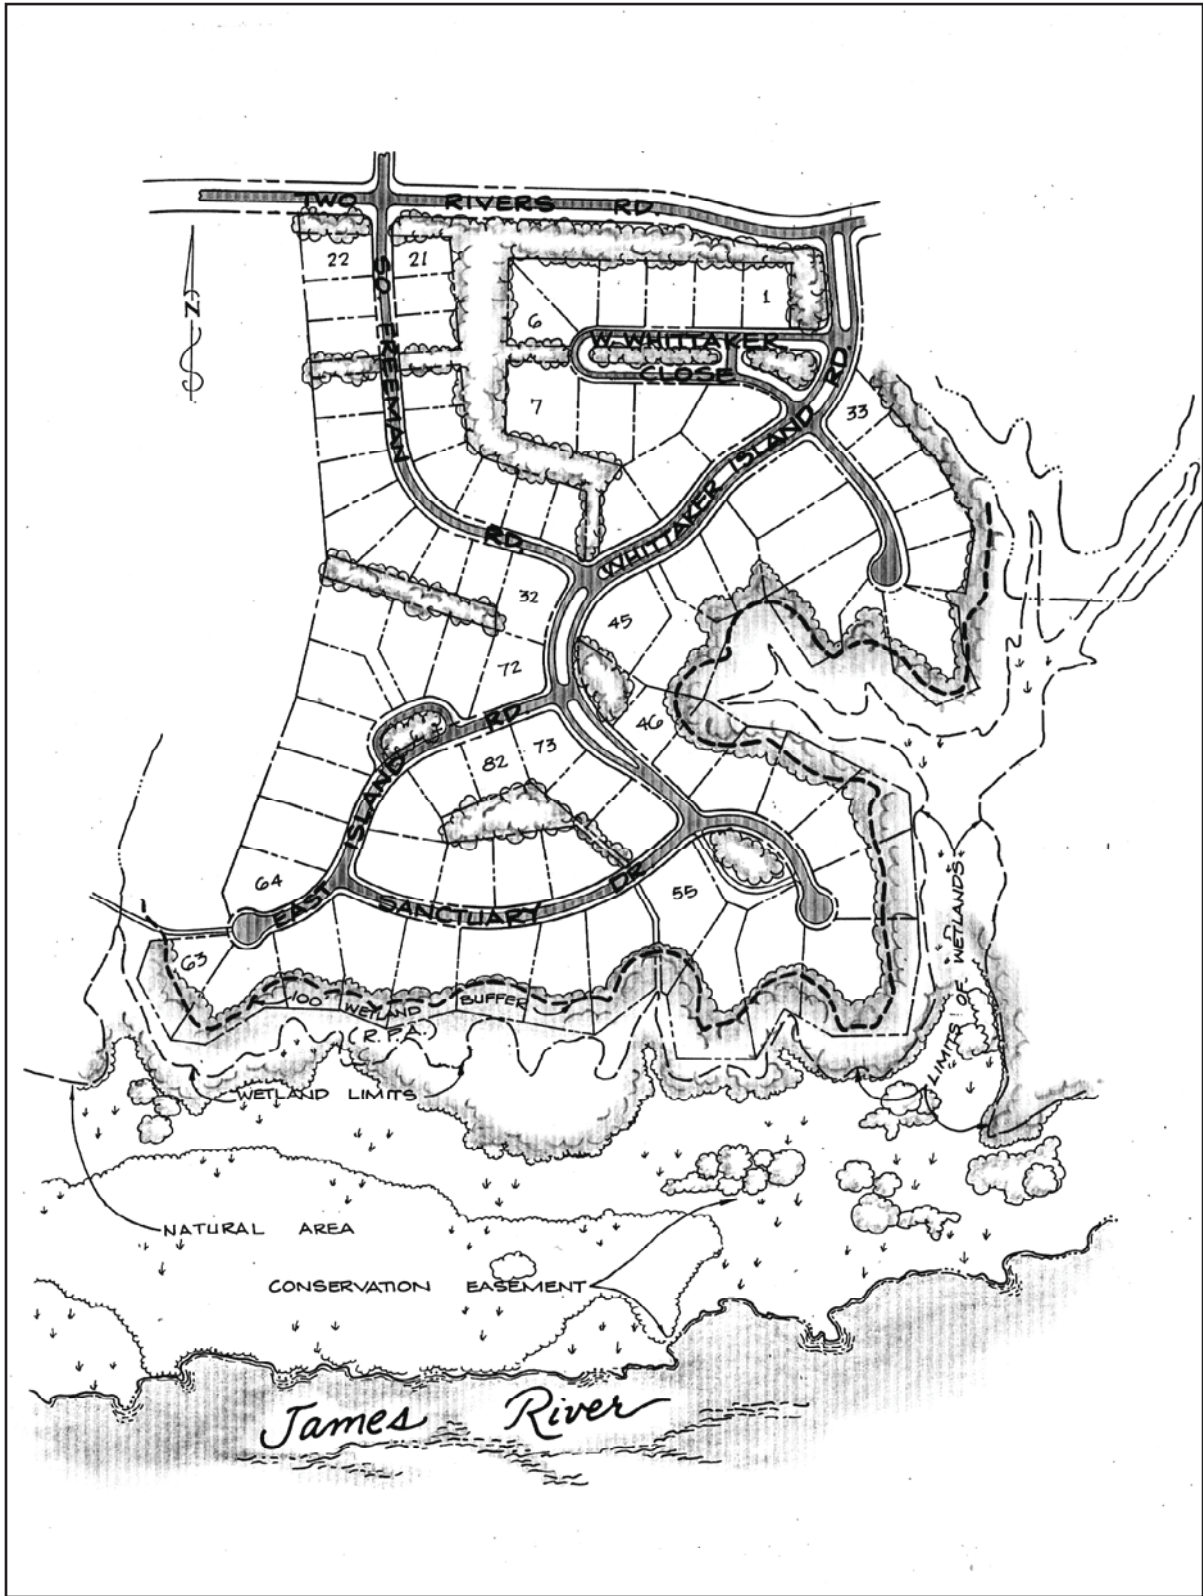 TWO RIVERS RD.
22
21
SO FREEMAN RD.
N
1
6
W. WHITTAKER
CLOSE
7
WHITTAKER ISLAND RD.
33
32
45
72
46
EAST ISLAND RD.
82
73
64
SANCTUARY DR.
55
63
100' WETLAND BUFFER
(R.P.A.)
LIMITS OF WETLANDS
WETLAND LIMITS
NATURAL AREA
CONSERVATION EASEMENT
James River